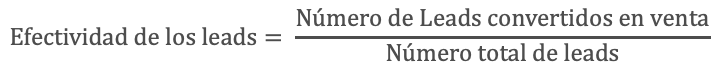 Efectividad de los leads =
Número de Leads convertidos en venta
Número total de leads